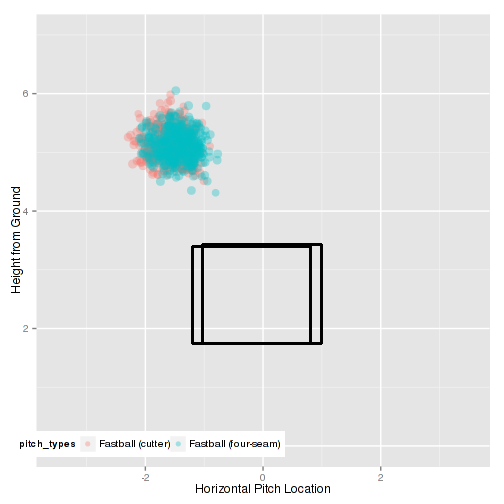 6
4
2
Height from Ground
pitch_types Fastball (cutter) Fastball (four-seam)
-2 0 2
Horizontal Pitch Location